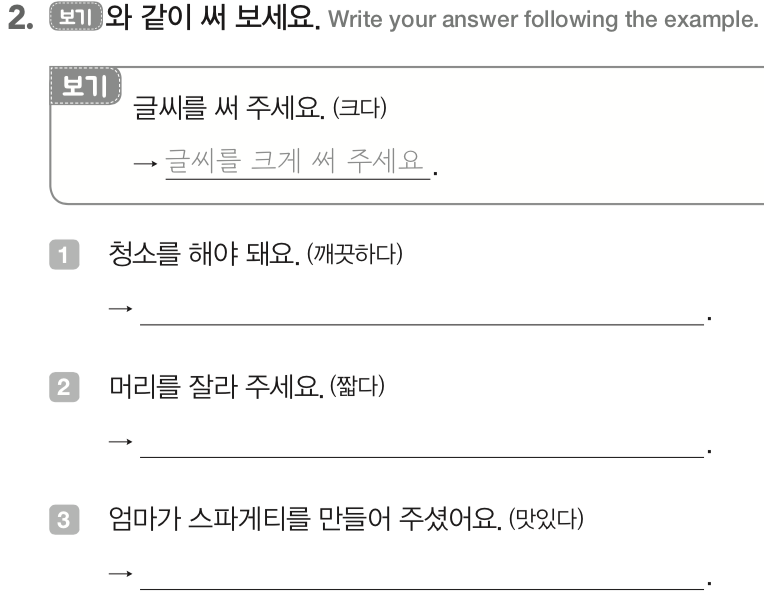 2. 보기 와 같이 써 보세요. Write your answer following the example.
보기
글씨를 써 주세요. (크다)
→ 글씨를 크게 써 주세요.
1 청소를 해야 돼요. (깨끗하다)
→ .
2 머리를 잘라 주세요. (짧다)
→ .
3 엄마가 스파게티를 만들어 주셨어요. (맛있다)
→ .